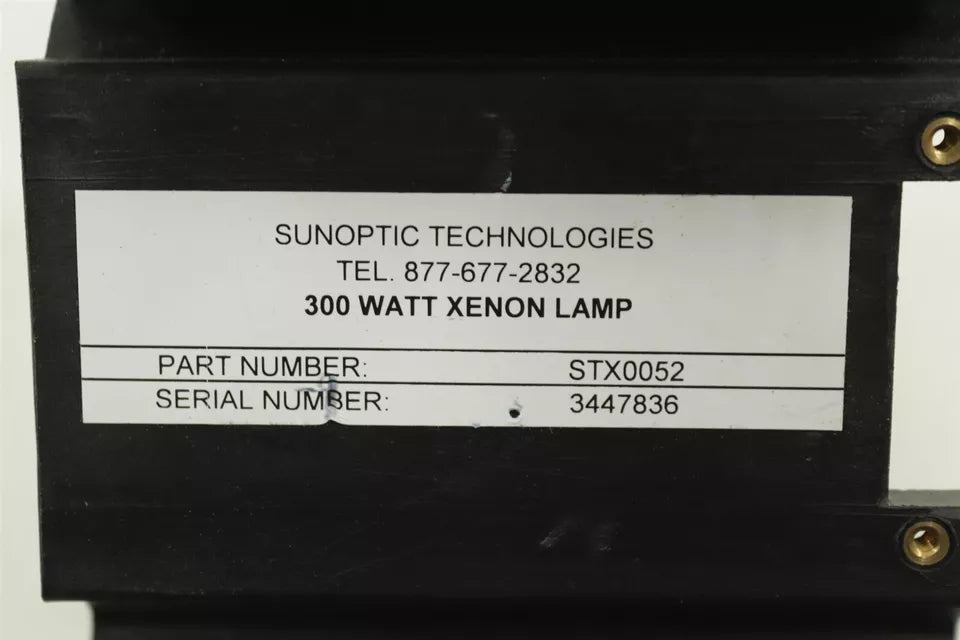 SUNOPTIC TECHNOLOGIES
TEL. 877-677-2832
300 WATT XENON LAMP
PART NUMBER: STX0052
SERIAL NUMBER: 3447836